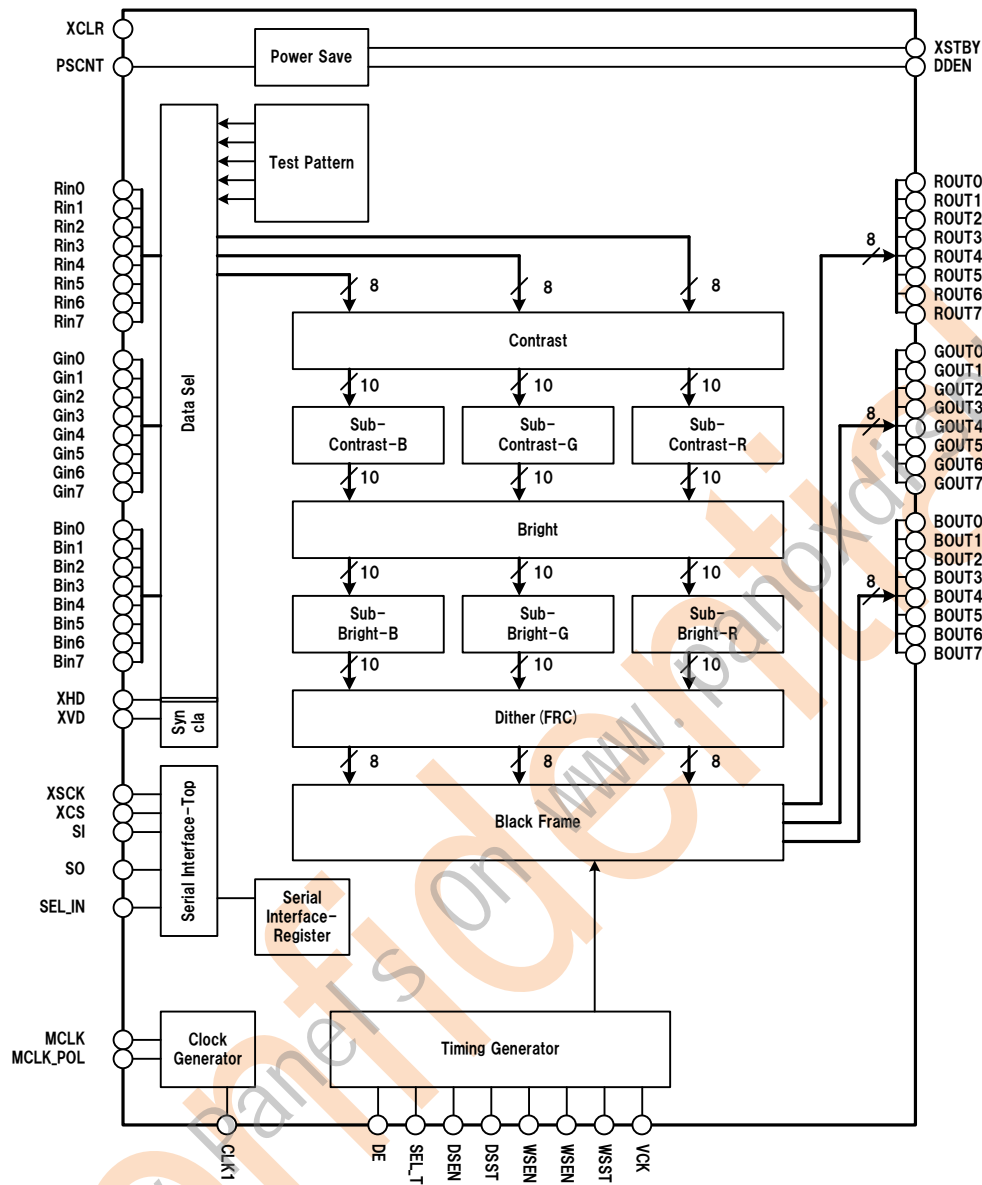 XCLR
PSCNT
Power Save
XSTBY
DDEN
Test Pattern
Data Sel
Rin0
Rin1
Rin2
Rin3
Rin4
Rin5
Rin6
Rin7
Gin0
Gin1
Gin2
Gin3
Gin4
Gin5
Gin6
Gin7
Bin0
Bin1
Bin2
Bin3
Bin4
Bin5
Bin6
Bin7
XHD
XVD
Syn
cla
8
8
8
Contrast
10
10
10
Sub-
Contrast-B
Sub-
Contrast-G
Sub-
Contrast-R
10
10
10
Bright
10
10
10
Sub-
Bright-B
Sub-
Bright-G
Sub-
Bright-R
10
10
10
Dither (FRC)
8
8
8
Black Frame
8
ROUT0
ROUT1
ROUT2
ROUT3
ROUT4
ROUT5
ROUT6
ROUT7
8
GOUT0
GOUT1
GOUT2
GOUT3
GOUT4
GOUT5
GOUT6
GOUT7
8
BOUT0
BOUT1
BOUT2
BOUT3
BOUT4
BOUT5
BOUT6
BOUT7
XSCK
XCS
SI
SO
SEL_IN
Serial Interface-Top
Serial
Interface-
Register
MCLK
MCLK_POL
Clock
Generator
Timing Generator
CLK1
DE
SEL_T
DSEN
DSST
WSEN
WSEN
WSST
VCK
Panel s On www. panoxdisp
onfidential